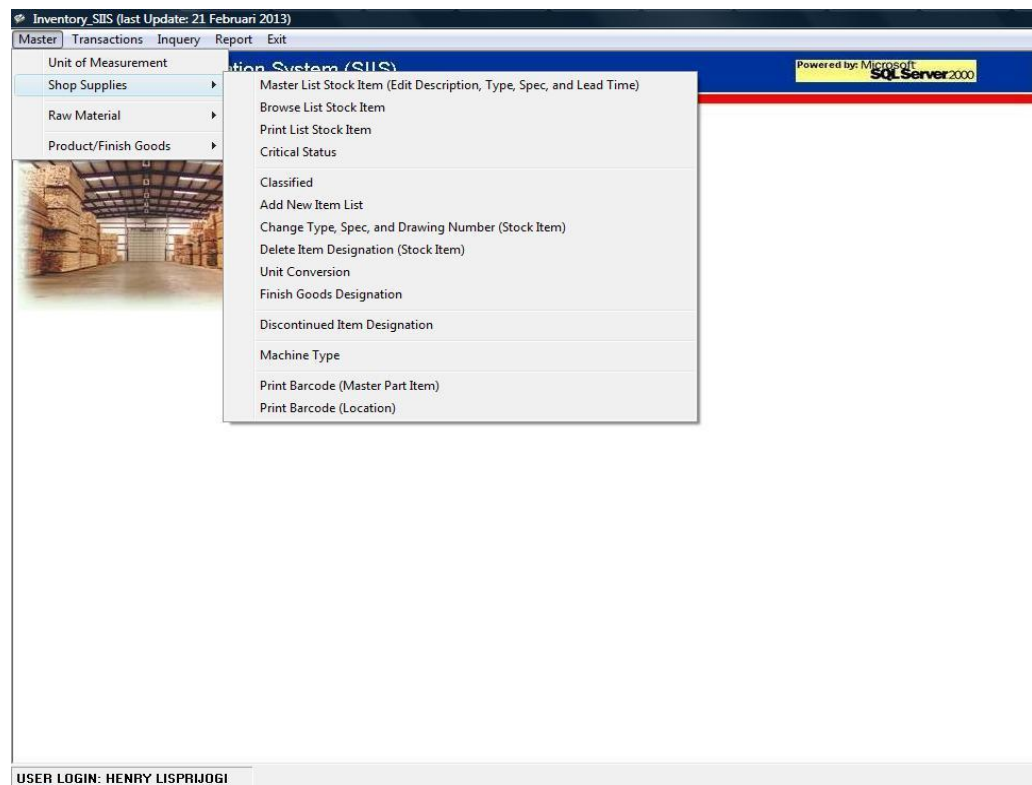 Inventory_SIIS (last Update: 21 Februari 2013)
Master Transactions Inquery Report Exit
System (SIIS)
Powered by: Microsoft
SQL Server 2000
Unit of Measurement
Shop Supplies
Raw Material
Product/Finish Goods
Master List Stock Item (Edit Description, Type, Spec, and Lead Time)
Browse List Stock Item
Print List Stock Item
Critical Status
Classified
Add New Item List
Change Type, Spec, and Drawing Number (Stock Item)
Delete Item Designation (Stock Item)
Unit Conversion
Finish Goods Designation
Discontinued Item Designation
Machine Type
Print Barcode (Master Part Item)
Print Barcode (Location)
USER LOGIN: HENRY LISPRIJOGI